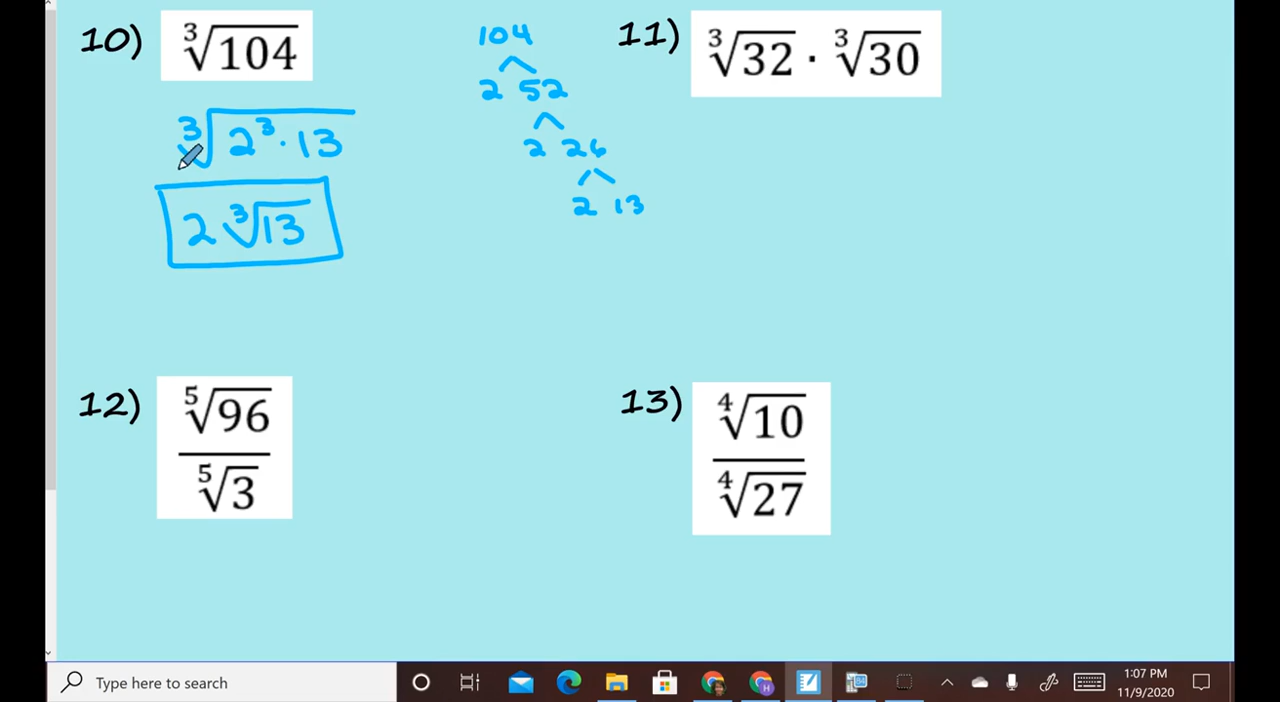 10) ∛104
104
2 52
2 26
2 13
∛2³·13
2∛13
11) ∛32 · ∛30
12) ⁵√96 / ⁵√3
13) ⁴√10 / ⁴√27
Type here to search
1:07 PM
11/9/2020